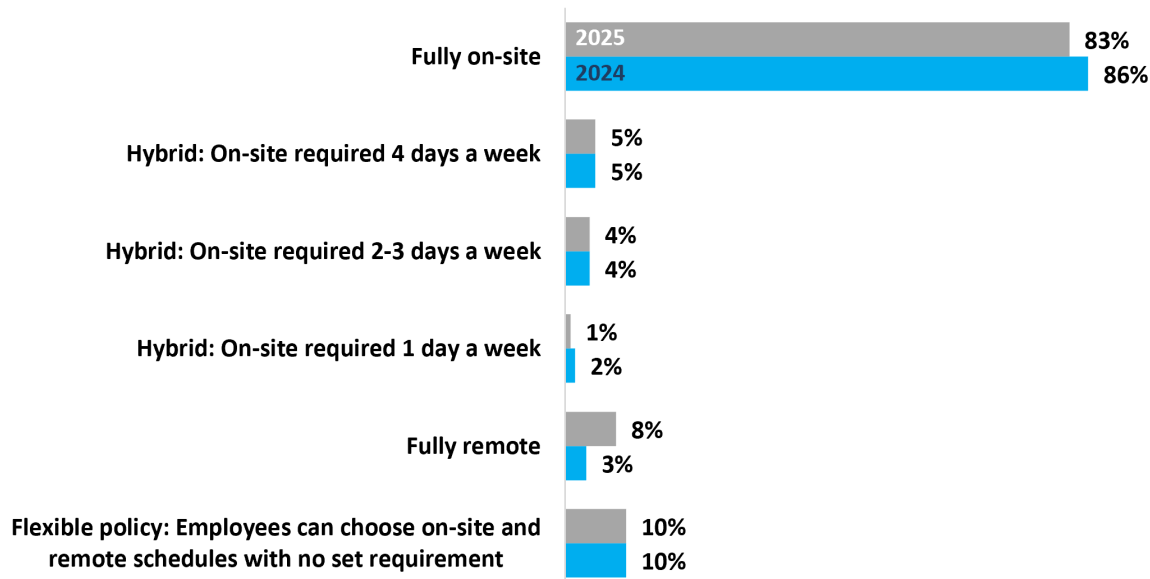 2025
83%
Fully on-site
2024
86%
5%
Hybrid: On-site required 4 days a week
5%
4%
Hybrid: On-site required 2-3 days a week
4%
1%
Hybrid: On-site required 1 day a week
2%
8%
Fully remote
3%
Flexible policy: Employees can choose on-site and
remote schedules with no set requirement
10%
10%